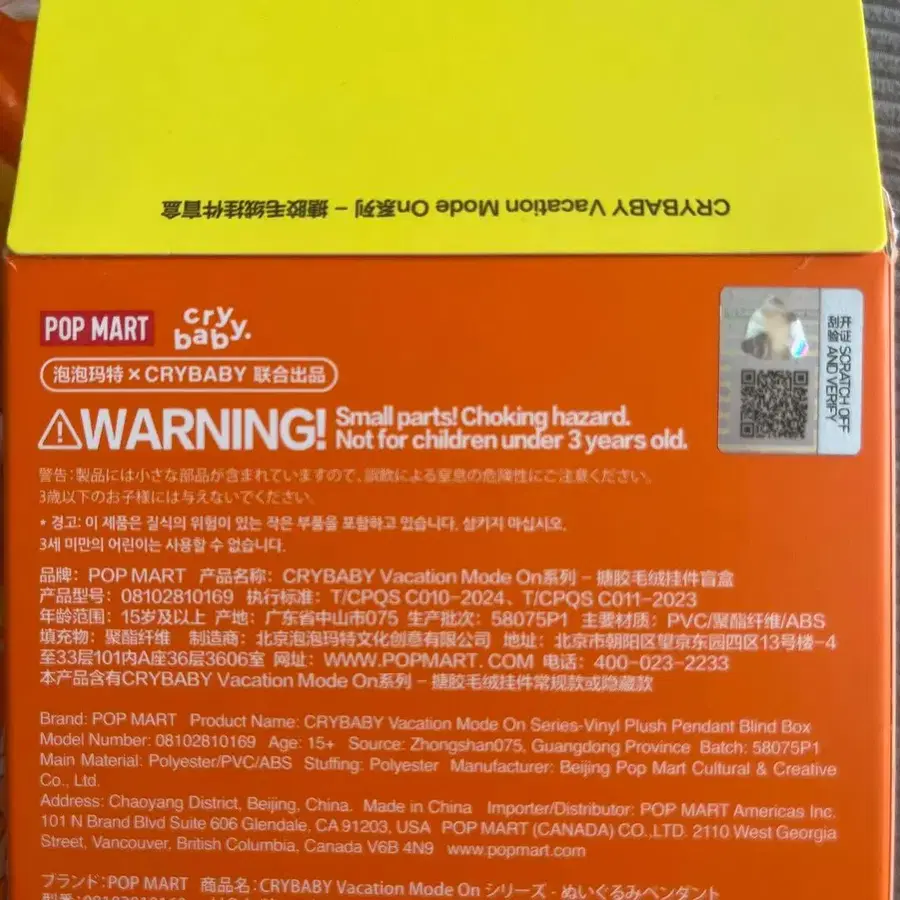 CRYBABY Vacation Mode On系列 - 搪胶毛绒挂件盲盒
POP MART
cry
baby.
刮开验证 SCRATCH OFF AND VERIFY
泡泡玛特 × CRYBABY 联合出品
WARNING! Small parts! Choking hazard.
Not for children under 3 years old.
警告：製品には小さな部品が含まれていますので、誤飲による窒息の危険性にご注意ください。
3歳以下のお子様には与えないでください。
* 경고: 이 제품은 질식의 위험이 있는 작은 부품을 포함하고 있습니다. 삼키지 마십시오.
3세 미만의 어린이는 사용할 수 없습니다.
品牌：POP MART 产品名称：CRYBABY Vacation Mode On系列 - 搪胶毛绒挂件盲盒
产品型号：08102810169 执行标准：T/CPQS C010-2024、T/CPQS C011-2023
年龄范围：15岁及以上 产地：广东省中山市075 生产批次：58075P1 主要材质：PVC/聚酯纤维/ABS
填充物：聚酯纤维 制造商：北京泡泡玛特文化创意有限公司 地址：北京市朝阳区望京东园四区13号楼-4
至33层101内A座36层3606室 网址：WWW.POPMART.COM 电话：400-023-2233
本产品含有CRYBABY Vacation Mode On系列 - 搪胶毛绒挂件常规款或隐藏款
Brand: POP MART Product Name: CRYBABY Vacation Mode On Series-Vinyl Plush Pendant Blind Box
Model Number: 08102810169 Age: 15+ Source: Zhongshan075, Guangdong Province Batch: 58075P1
Main Material: Polyester/PVC/ABS Stuffing: Polyester Manufacturer: Beijing Pop Mart Cultural & Creative
Co., Ltd.
Address: Chaoyang District, Beijing, China. Made in China Importer/Distributor: POP MART Americas Inc.
101 N Brand Blvd Suite 606 Glendale, CA 91203, USA POP MART (CANADA) CO.,LTD. 2110 West Georgia
Street, Vancouver, British Columbia, Canada V6B 4N9 www.popmart.com
ブランド：POP MART 商品名：CRYBABY Vacation Mode On シリーズ - ぬいぐるみペンダント